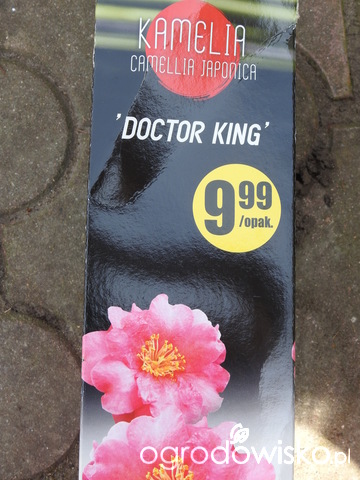 KAMELIA
CAMELLIA JAPONICA
'DOCTOR KING'
9 99
/opak.
ogrodowiska.pl